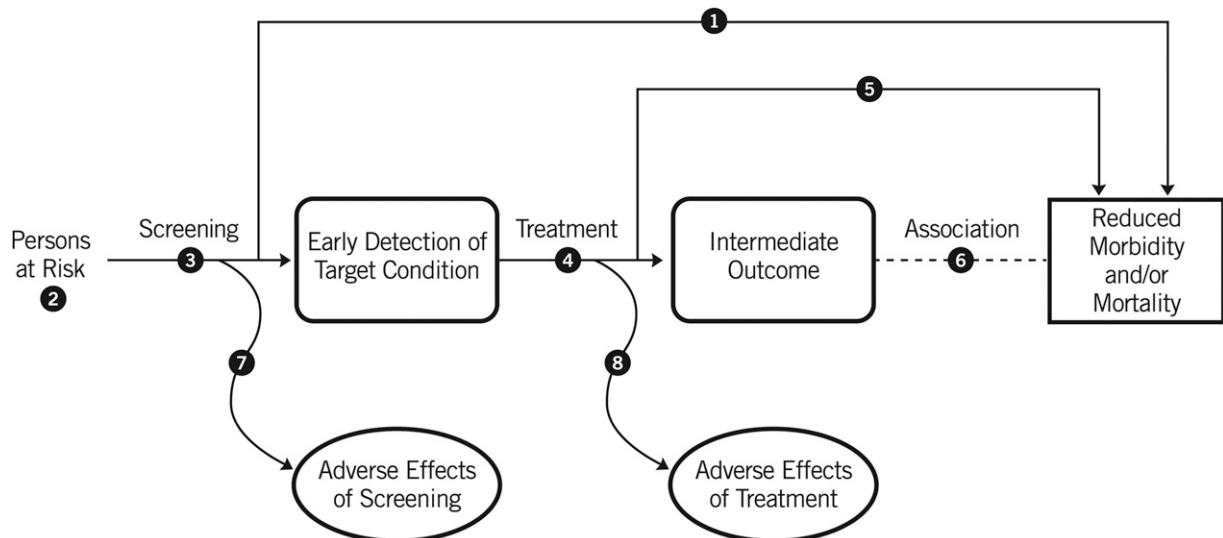 1
5
Persons
at Risk
2
Screening
3
Early Detection of
Target Condition
Treatment
4
Intermediate
Outcome
Association
6
Reduced
Morbidity
and/or
Mortality
7
8
Adverse Effects
of Screening
Adverse Effects
of Treatment